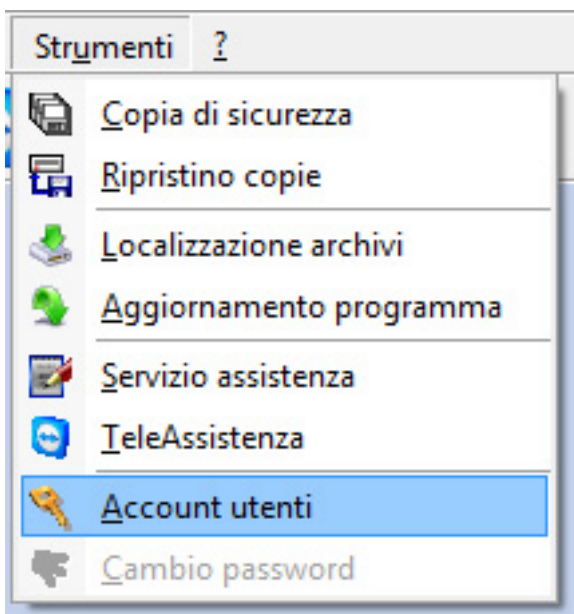 Strumenti ?
Copia di sicurezza
Ripristino copie
Localizzazione archivi
Aggiornamento programma
Servizio assistenza
TeleAssistenza
Account utenti
Cambio password